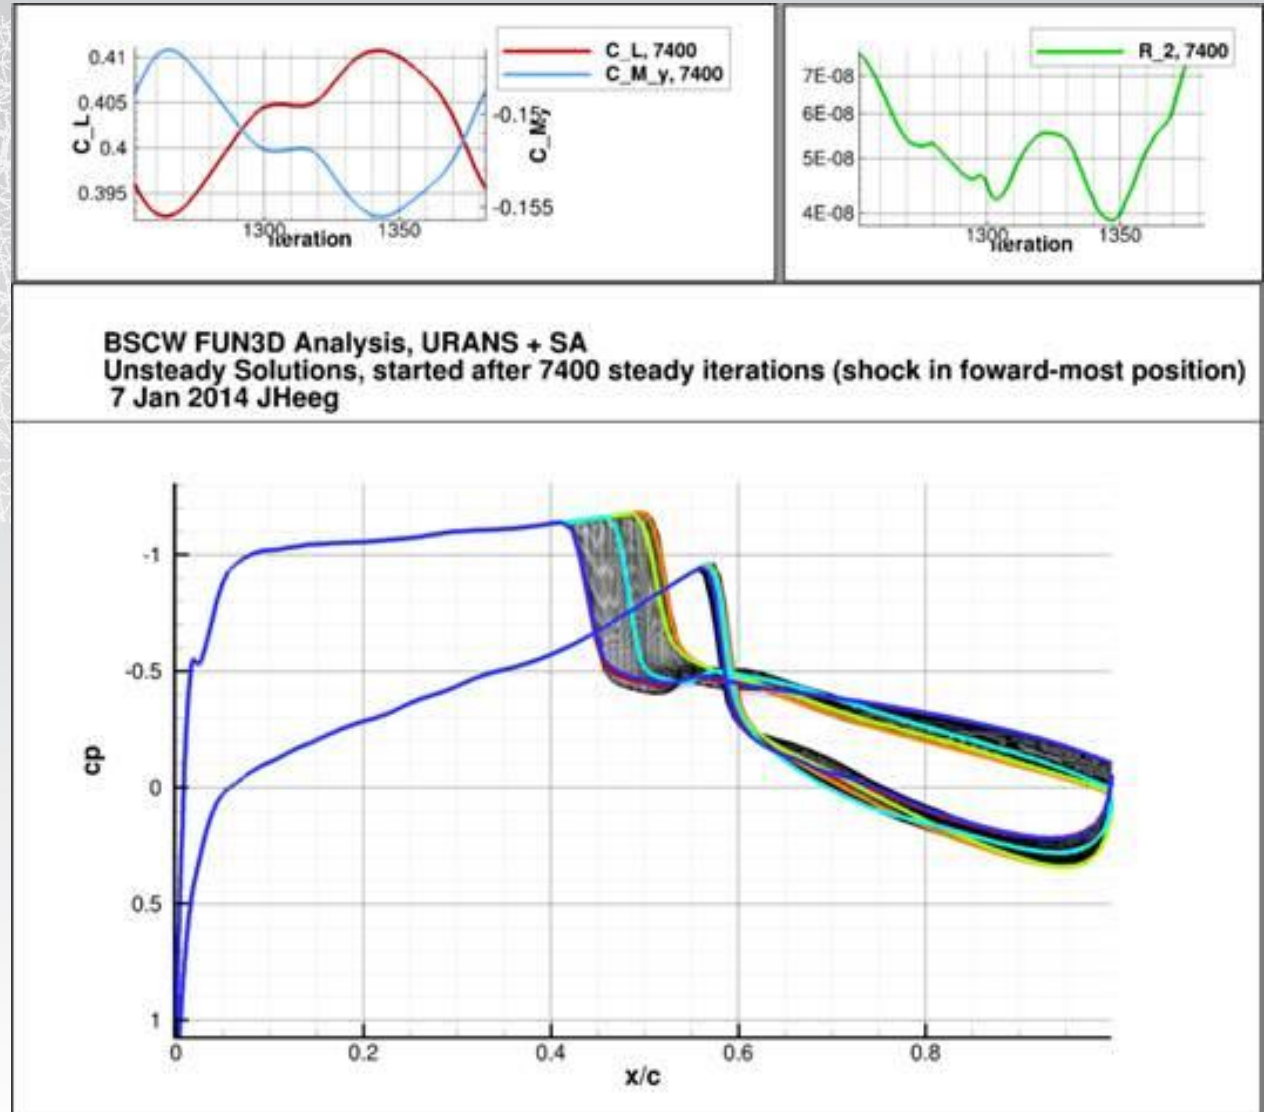 0.41
0.405
0.4
0.395
C_L
1300
1350
iteration
-0.15
-0.155
C_M_y
C_L, 7400
C_M_y, 7400
7E-08
6E-08
5E-08
4E-08
1300
1350
iteration
R_2, 7400
BSCW FUN3D Analysis, URANS + SA
Unsteady Solutions, started after 7400 steady iterations (shock in foward-most position)
7 Jan 2014 JHeeg
-1
-0.5
0
0.5
1
cp
0
0.2
0.4
0.6
0.8
x/c